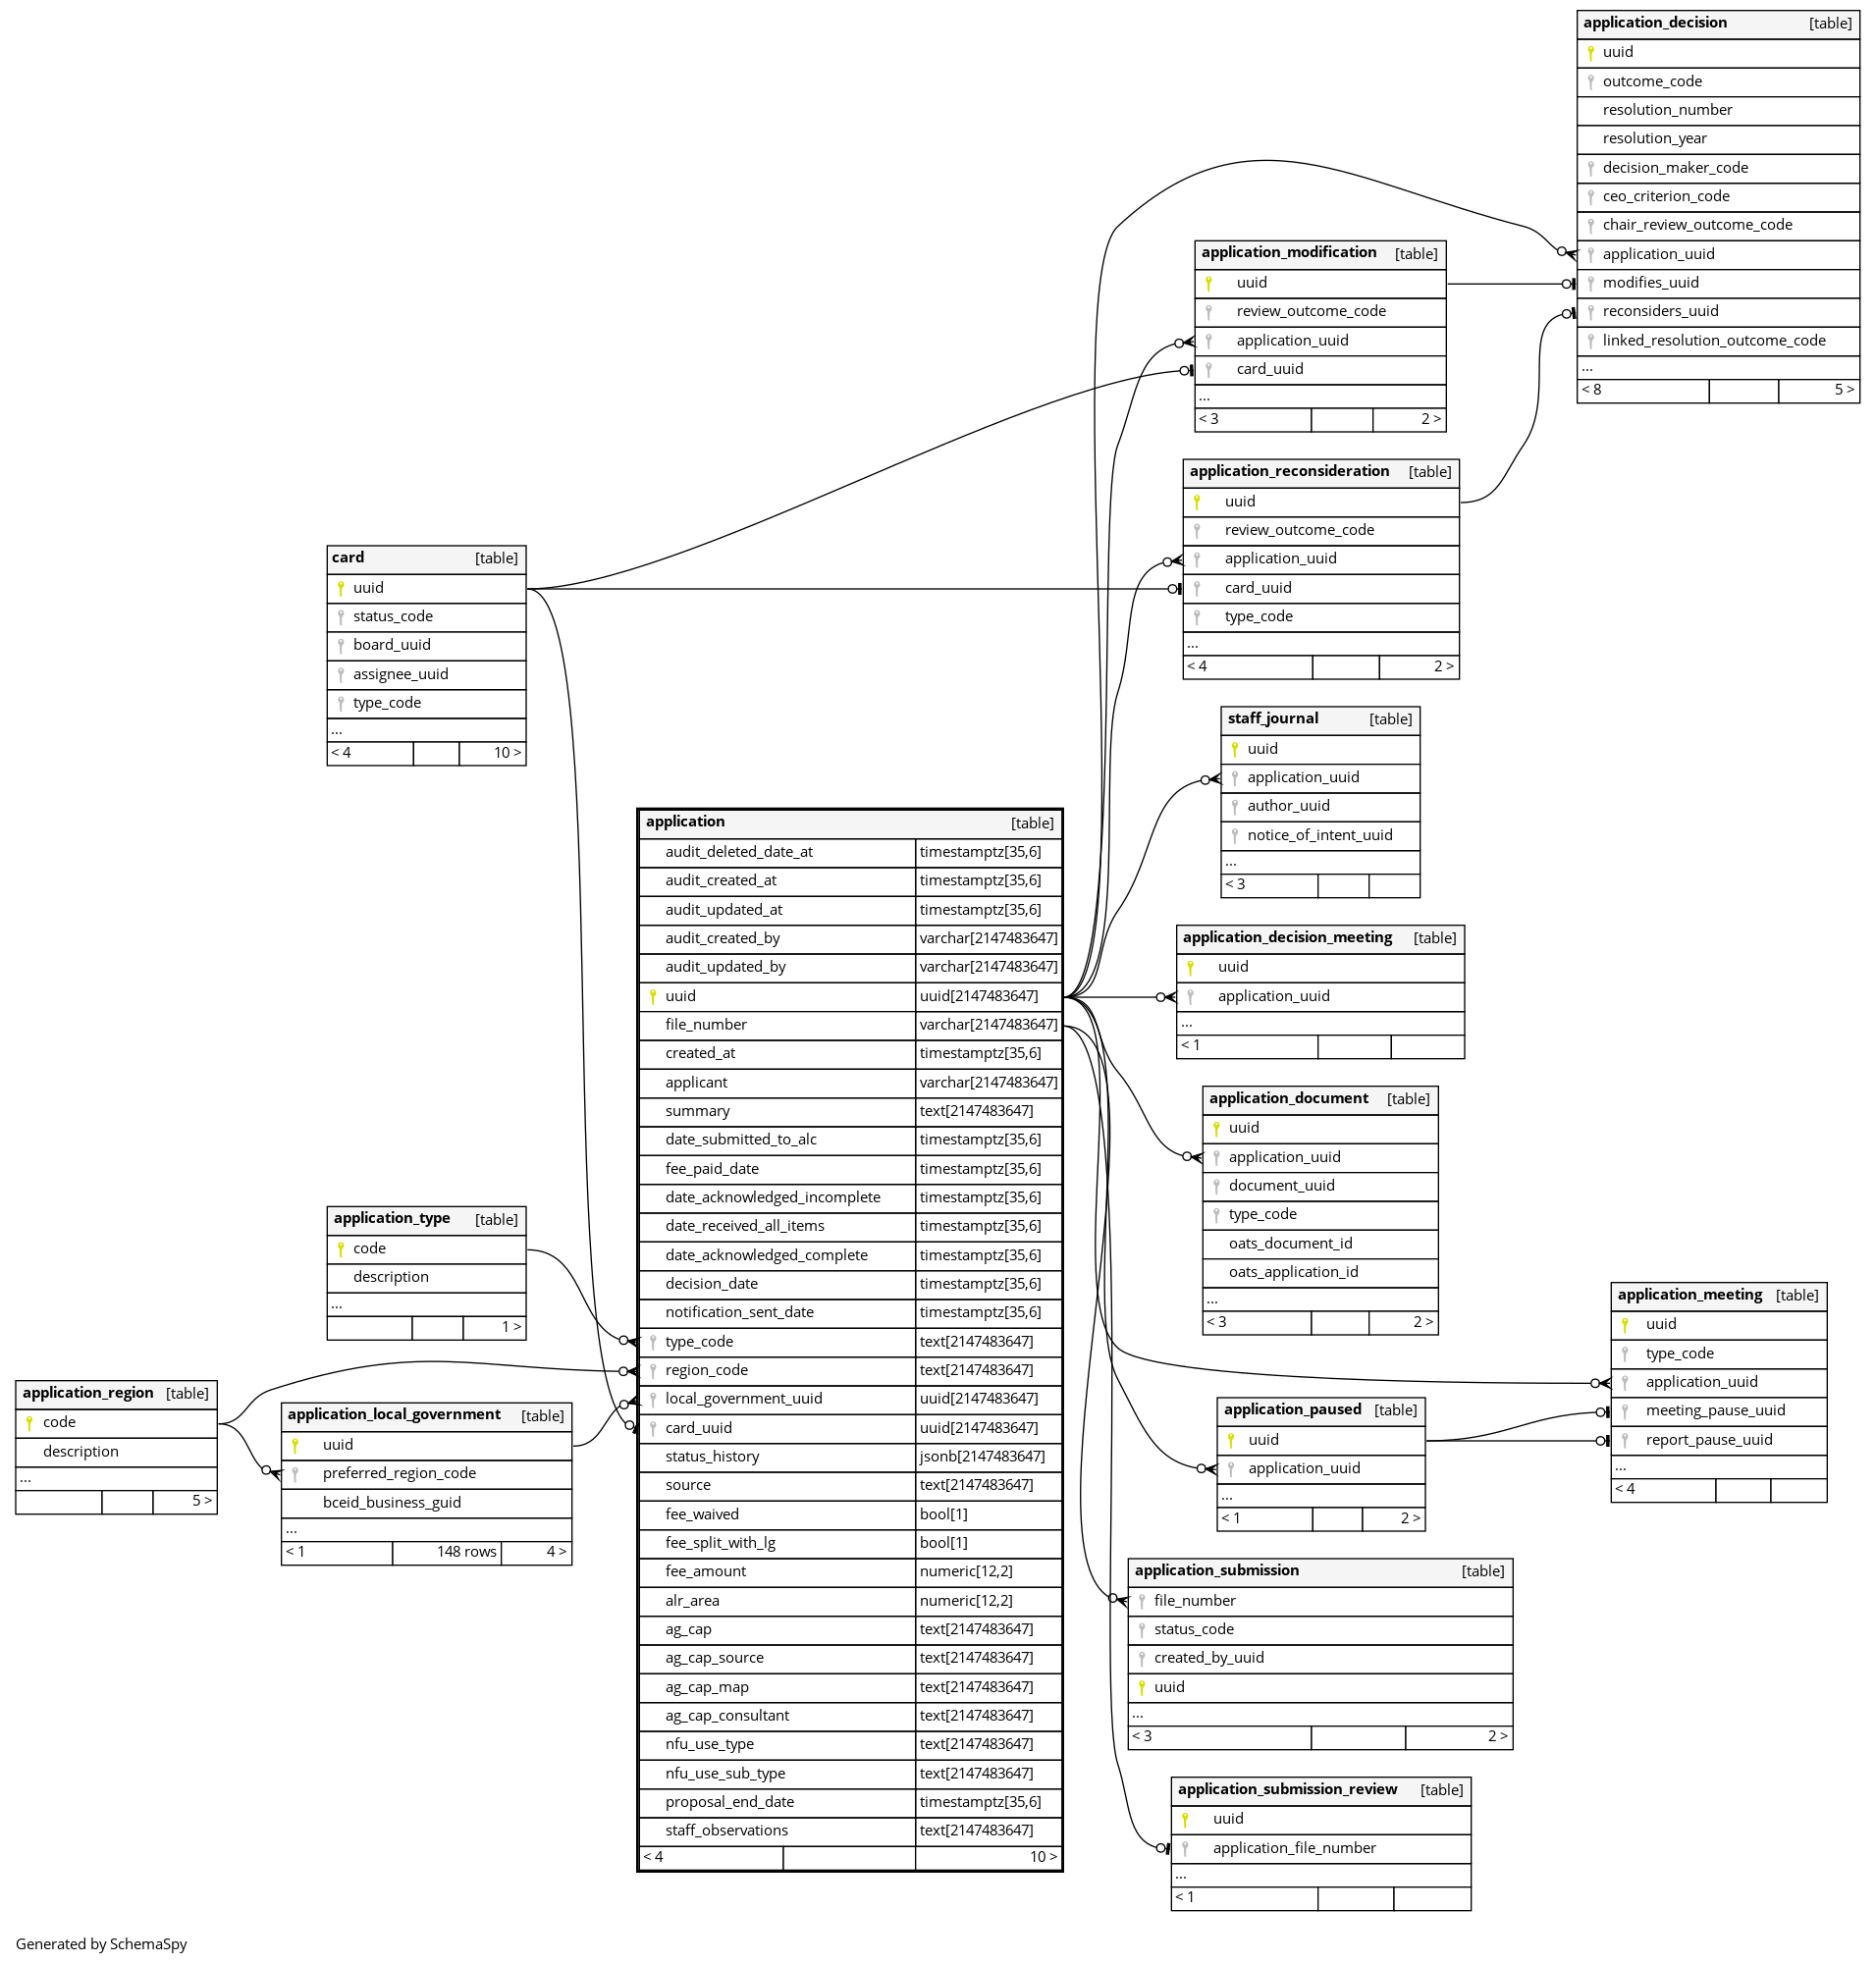 application_decision [table]
uuid
outcome_code
resolution_number
resolution_year
decision_maker_code
ceo_criterion_code
chair_review_outcome_code
application_uuid
modifies_uuid
reconsiders_uuid
linked_resolution_outcome_code
...
< 8 5 >
application_modification [table]
uuid
review_outcome_code
application_uuid
card_uuid
...
< 3 2 >
application_reconsideration [table]
uuid
review_outcome_code
application_uuid
card_uuid
type_code
...
< 4 2 >
card [table]
uuid
status_code
board_uuid
assignee_uuid
type_code
...
< 4 10 >
staff_journal [table]
uuid
application_uuid
author_uuid
notice_of_intent_uuid
...
< 3
application [table]
audit_deleted_date_at timestamptz[35,6]
audit_created_at timestamptz[35,6]
audit_updated_at timestamptz[35,6]
audit_created_by varchar[2147483647]
audit_updated_by varchar[2147483647]
uuid uuid[2147483647]
file_number varchar[2147483647]
created_at timestamptz[35,6]
applicant varchar[2147483647]
summary text[2147483647]
date_submitted_to_alc timestamptz[35,6]
fee_paid_date timestamptz[35,6]
date_acknowledged_incomplete timestamptz[35,6]
date_received_all_items timestamptz[35,6]
date_acknowledged_complete timestamptz[35,6]
decision_date timestamptz[35,6]
notification_sent_date timestamptz[35,6]
type_code text[2147483647]
region_code text[2147483647]
local_government_uuid uuid[2147483647]
card_uuid uuid[2147483647]
status_history jsonb[2147483647]
source text[2147483647]
fee_waived bool[1]
fee_split_with_lg bool[1]
fee_amount numeric[12,2]
alr_area numeric[12,2]
ag_cap text[2147483647]
ag_cap_source text[2147483647]
ag_cap_map text[2147483647]
ag_cap_consultant text[2147483647]
nfu_use_type text[2147483647]
nfu_use_sub_type text[2147483647]
proposal_end_date timestamptz[35,6]
staff_observations text[2147483647]
< 4 10 >
application_decision_meeting [table]
uuid
application_uuid
...
< 1
application_document [table]
uuid
application_uuid
document_uuid
type_code
oats_document_id
oats_application_id
...
< 3 2 >
application_type [table]
code
description
...
1 >
application_region [table]
code
description
...
5 >
application_local_government [table]
uuid
preferred_region_code
bceid_business_guid
...
< 1 148 rows 4 >
application_meeting [table]
uuid
type_code
application_uuid
meeting_pause_uuid
report_pause_uuid
...
< 4
application_paused [table]
uuid
application_uuid
...
< 1 2 >
application_submission [table]
file_number
status_code
created_by_uuid
uuid
...
< 3 2 >
application_submission_review [table]
uuid
application_file_number
...
< 1
Generated by SchemaSpy